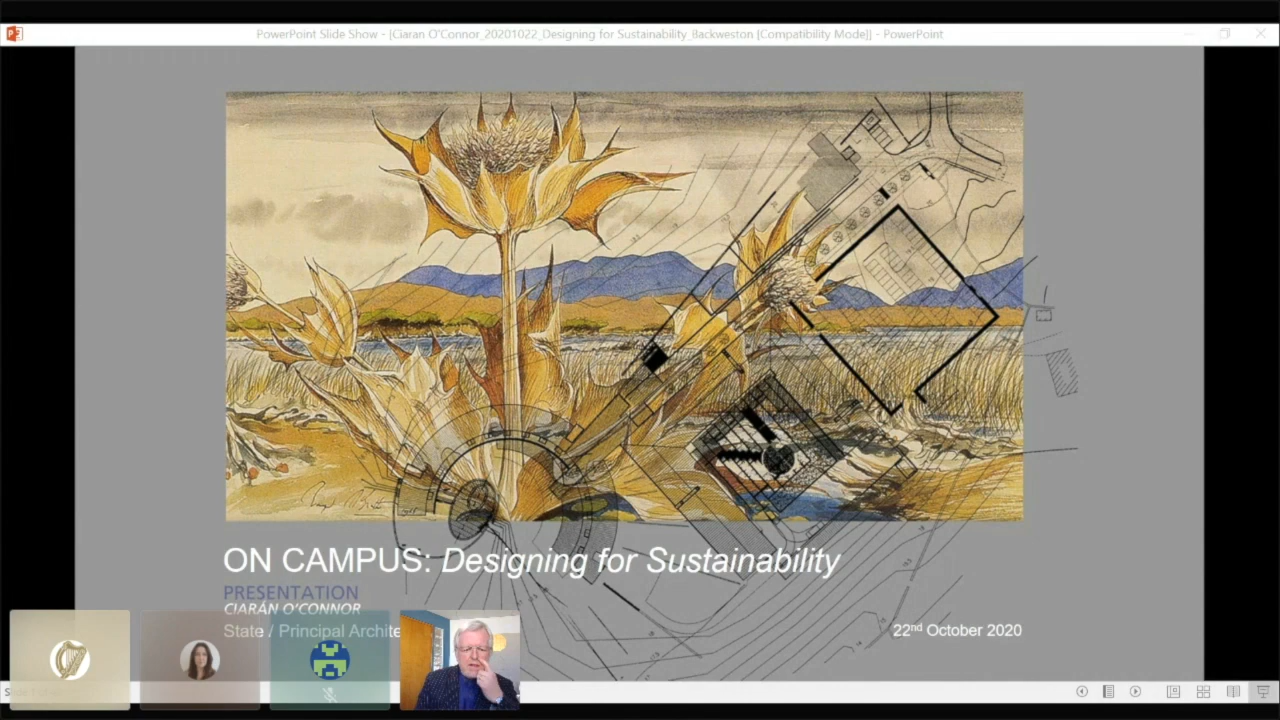 PowerPoint Slide Show - [Ciaran O'Connor_20201022_Designing for Sustainability_Backweston [Compatibility Mode]] - PowerPoint
ON CAMPUS: Designing for Sustainability
PRESENTATION
CIARÁN O'CONNOR
State / Principal Archite
22nd October 2020